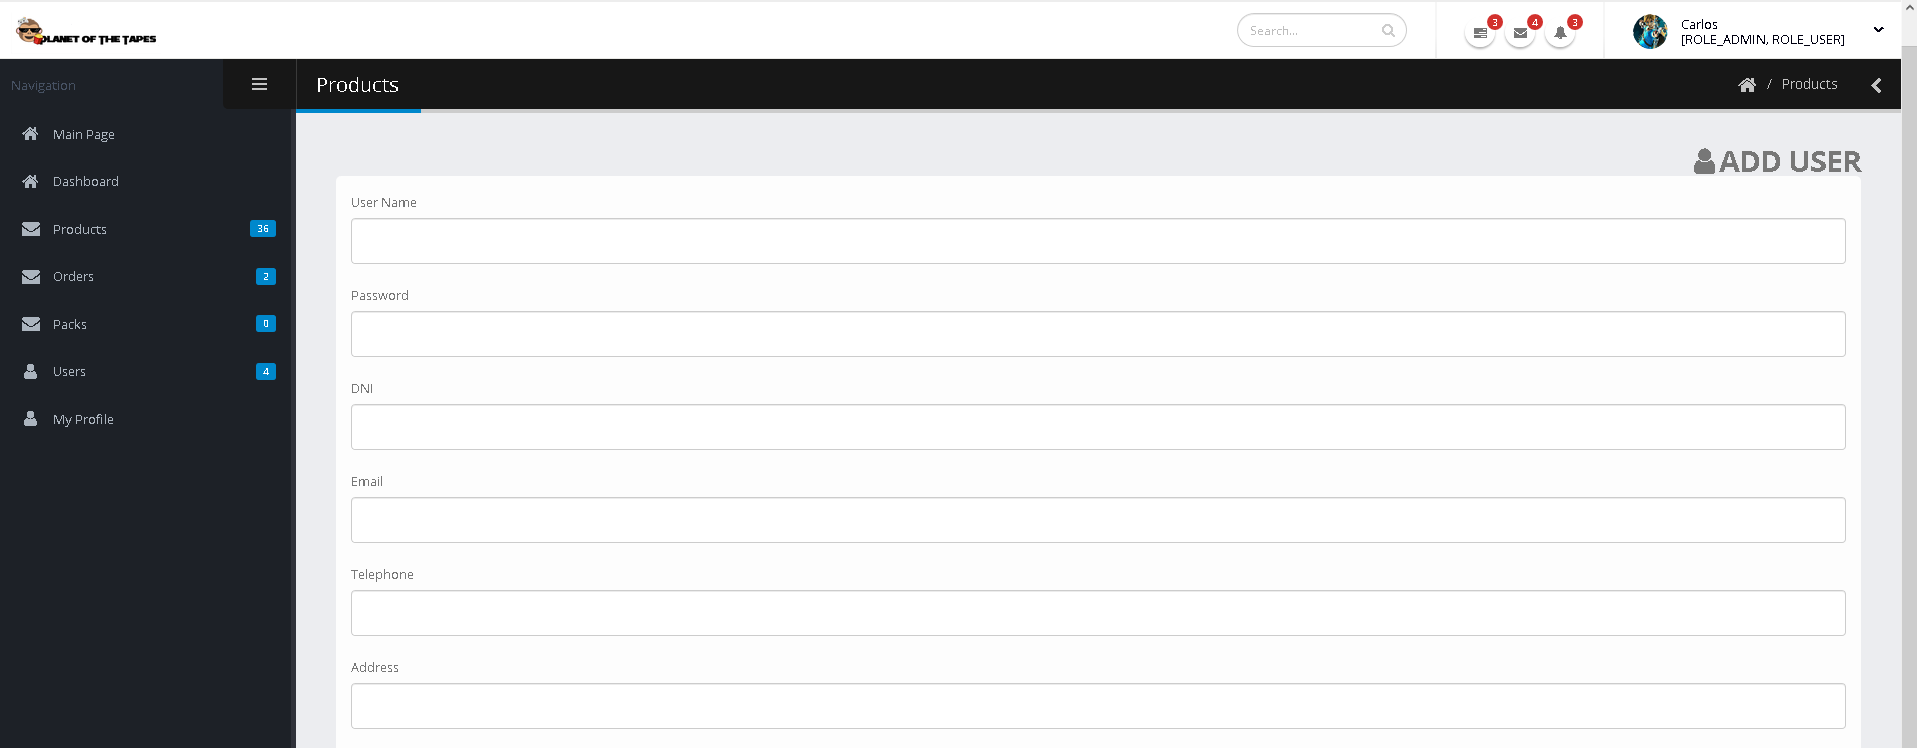 PLANET OF THE TAPES
Search...
3
4
3
Carlos
[ROLE_ADMIN, ROLE_USER]
Navigation
Products
/ Products
Main Page
Dashboard
Products 36
Orders 2
Packs 0
Users 4
My Profile
ADD USER
User Name
Password
DNI
Email
Telephone
Address